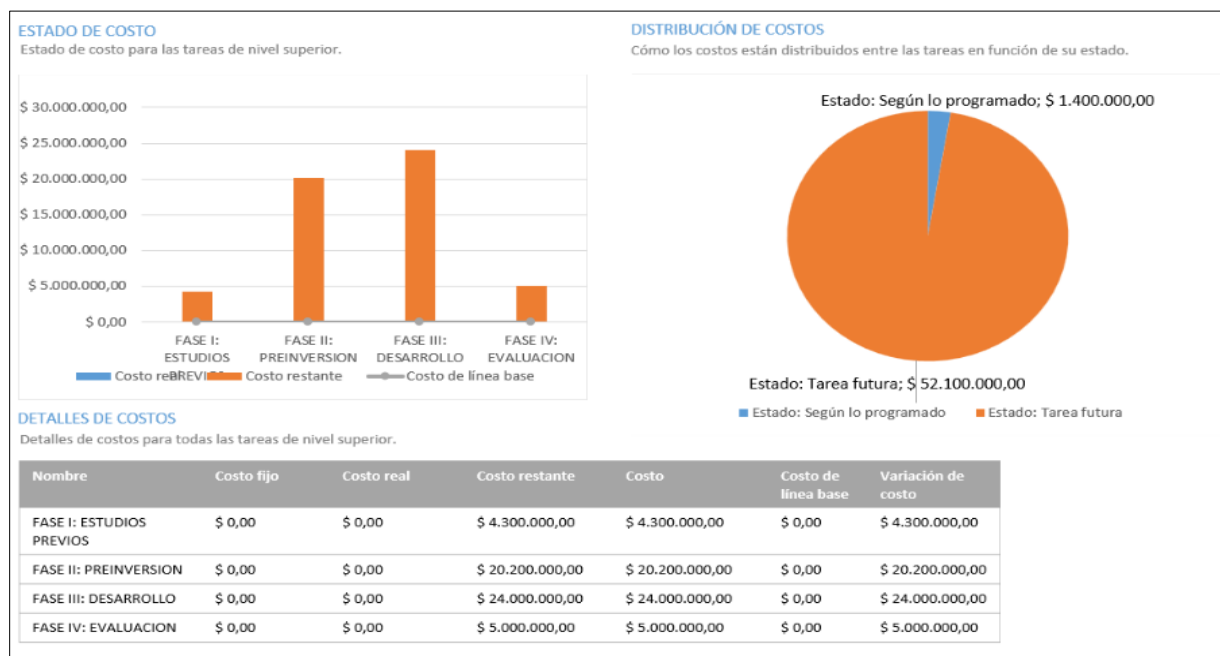 ESTADO DE COSTO
Estado de costo para las tareas de nivel superior.
$ 30.000.000,00
$ 25.000.000,00
$ 20.000.000,00
$ 15.000.000,00
$ 10.000.000,00
$ 5.000.000,00
$ 0,00
FASE I:
ESTUDIOS
PREVIOS
FASE II:
PREINVERSION
FASE III:
DESARROLLO
FASE IV:
EVALUACION
Costo real
Costo restante
Costo de línea base
DISTRIBUCIÓN DE COSTOS
Cómo los costos están distribuidos entre las tareas en función de su estado.
Estado: Según lo programado; $ 1.400.000,00
Estado: Tarea futura; $ 52.100.000,00
Estado: Según lo programado
Estado: Tarea futura
DETALLES DE COSTOS
Detalles de costos para todas las tareas de nivel superior.
Nombre Costo fijo Costo real Costo restante Costo Costo de Variación de
línea base costo
FASE I: ESTUDIOS $ 0,00 $ 0,00 $ 4.300.000,00 $ 4.300.000,00 $ 0,00 $ 4.300.000,00
PREVIOS
FASE II: PREINVERSION $ 0,00 $ 0,00 $ 20.200.000,00 $ 20.200.000,00 $ 0,00 $ 20.200.000,00
FASE III: DESARROLLO $ 0,00 $ 0,00 $ 24.000.000,00 $ 24.000.000,00 $ 0,00 $ 24.000.000,00
FASE IV: EVALUACION $ 0,00 $ 0,00 $ 5.000.000,00 $ 5.000.000,00 $ 0,00 $ 5.000.000,00